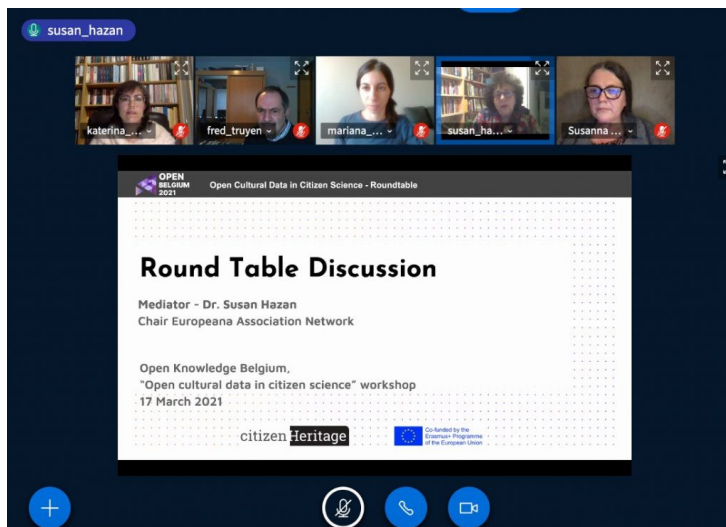 susan_hazan
katerina_...
fred_truyen
mariana_...
susan_ha...
Susanna ...
OPEN
BELGIUM
2021
Open Cultural Data in Citizen Science - Roundtable
Round Table Discussion
Mediator - Dr. Susan Hazan
Chair Europeana Association Network
Open Knowledge Belgium,
“Open cultural data in citizen science” workshop
17 March 2021
citizen Heritage
Co-funded by the
Erasmus+ Programme
of the European Union